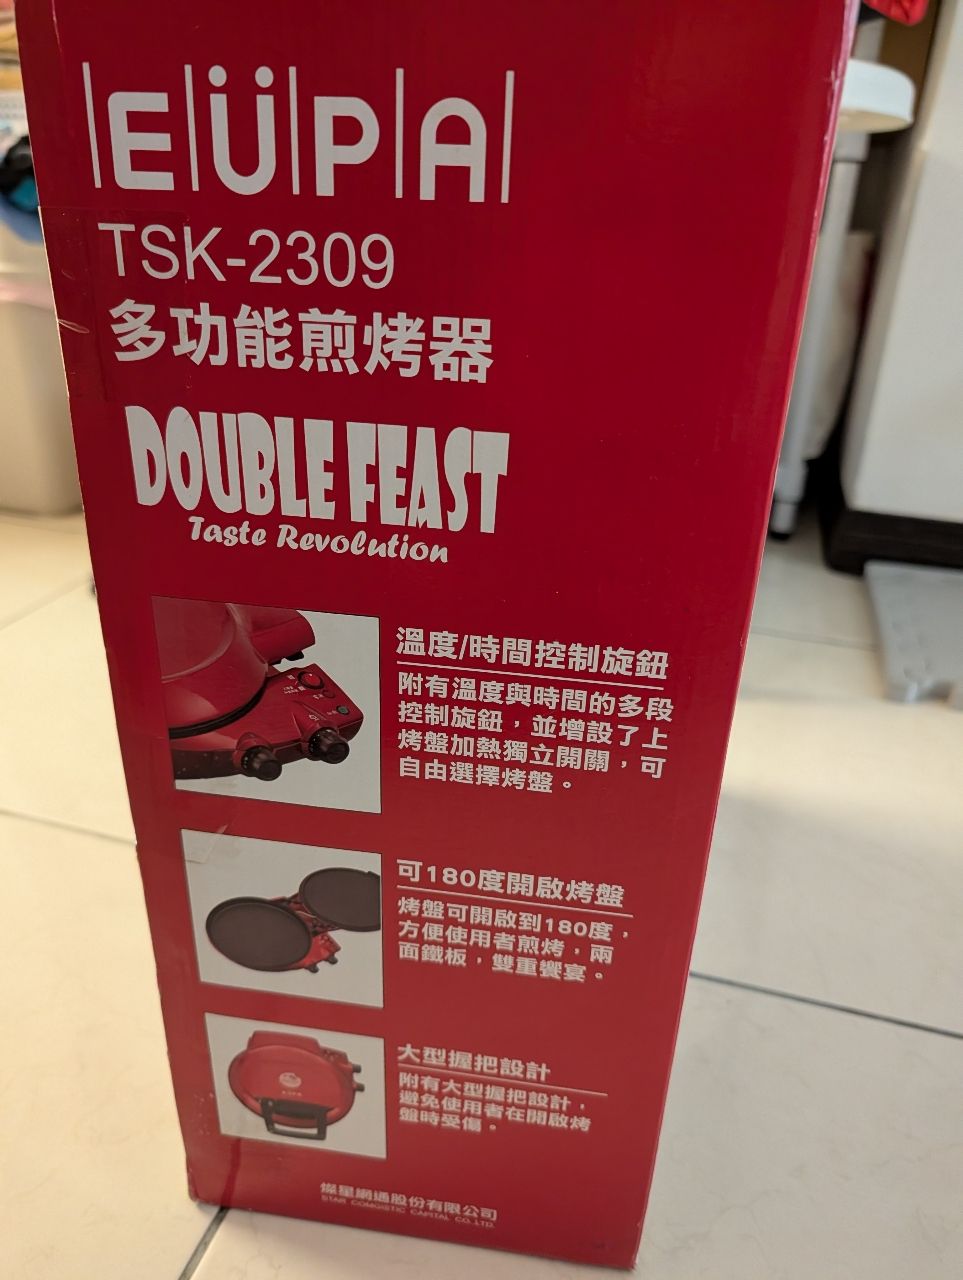 EÜPA
TSK-2309
多功能煎烤器
DOUBLE FEAST
Taste Revolution
溫度/時間控制旋鈕
附有溫度與時間的多段
控制旋鈕，並增設了上
烤盤加熱獨立開關，可
自由選擇烤盤。
可180度開啟烤盤
烤盤可開啟到180度，
方便使用者煎烤，兩
面鐵板，雙重饗宴。
大型握把設計
附有大型握把設計，
避免使用者在開啟烤
盤時受傷。
燦星網通股份有限公司
STAR COMGISTIC CAPITAL CO.,LTD.